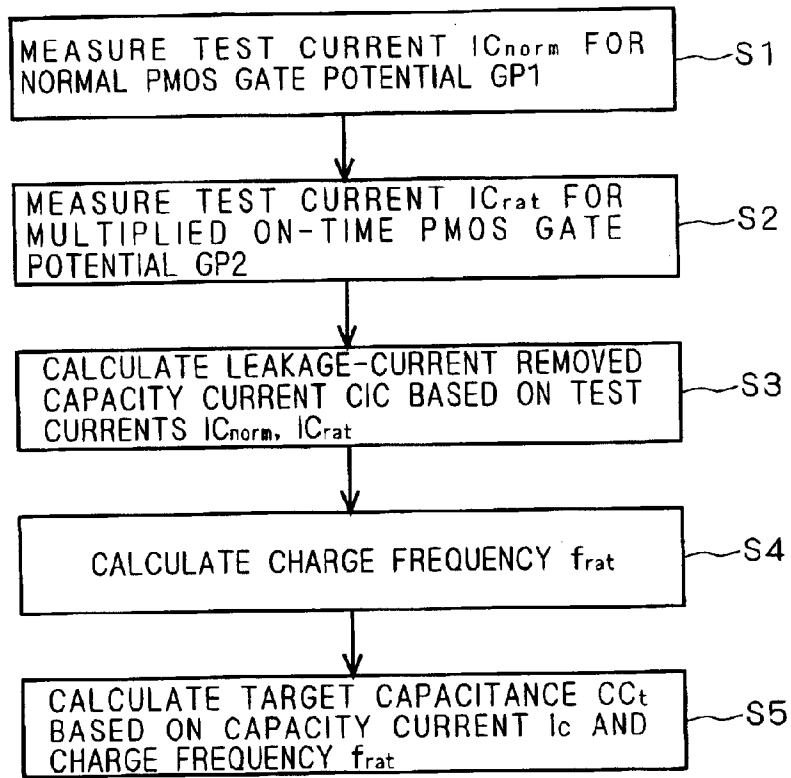 MEASURE TEST CURRENT ICnorm FOR
NORMAL PMOS GATE POTENTIAL GP1
S1
MEASURE TEST CURRENT ICrat FOR
MULTIPLIED ON-TIME PMOS GATE
POTENTIAL GP2
S2
CALCULATE LEAKAGE-CURRENT REMOVED
CAPACITY CURRENT CIC BASED ON TEST
CURRENTS ICnorm, ICrat
S3
CALCULATE CHARGE FREQUENCY frat
S4
CALCULATE TARGET CAPACITANCE CCt
BASED ON CAPACITY CURRENT Ic AND
CHARGE FREQUENCY frat
S5